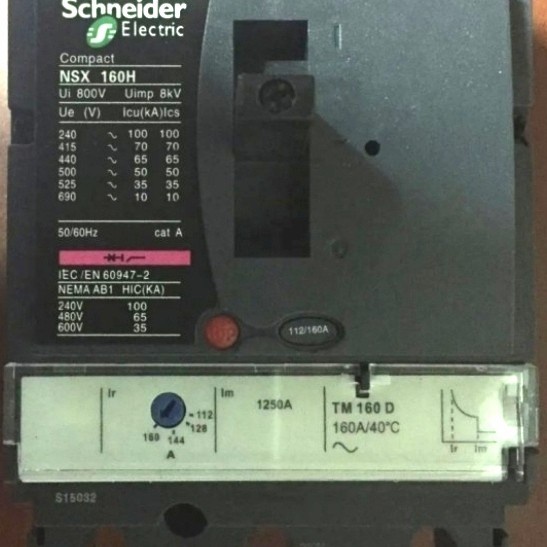 Schneider
Electric
Compact
NSX 160H
Ui 800V Uimp 8kV
Ue (V) Icu(kA)Ics
240 ~ 100 100
415 ~ 70 70
440 ~ 65 65
500 ~ 50 50
525 ~ 35 35
690 ~ 10 10
50/60Hz cat A
IEC/EN 60947-2
NEMA AB1 HIC(KA)
240V 100
480V 65
600V 35
112/160A
Ir
112
128
144
160
A
Im
1250A
TM 160 D
160A/40°C
~
Ir Im
S15032